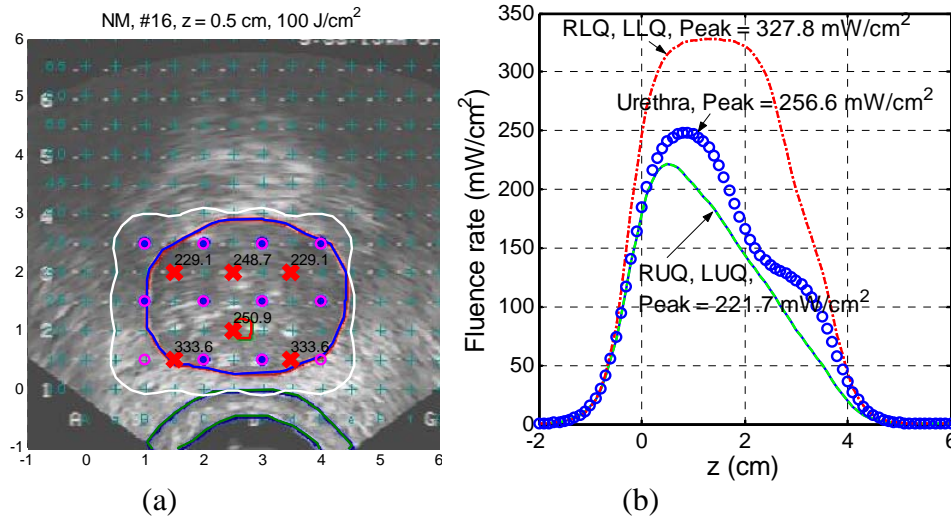 NM, #16, z = 0.5 cm, 100 J/cm²
6
5
4
3
2
1
0
-1
229.1 248.7 229.1
250.9
333.6 333.6
-1 0 1 2 3 4 5 6
(a)
Fluence rate (mW/cm²)
350
300
250
200
150
100
50
0
RLQ, LLQ, Peak = 327.8 mW/cm²
Urethra, Peak = 256.6 mW/cm²
RUQ, LUQ,
Peak = 221.7 mW/cm²
-2 0 2 4 6
z (cm)
(b)